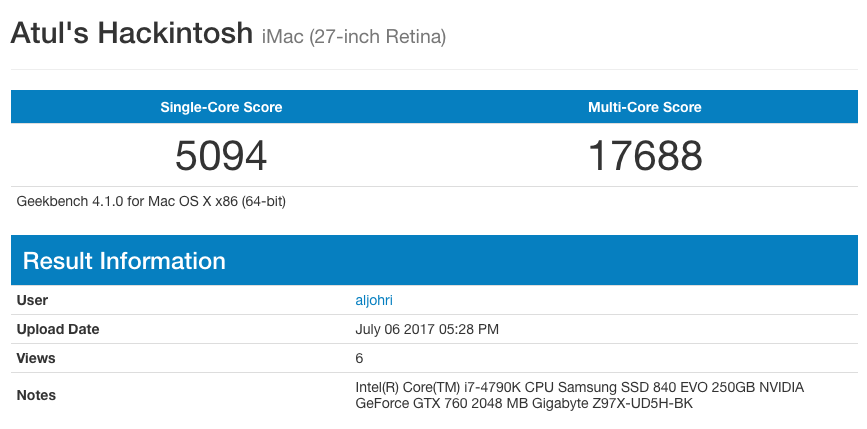 Atul's Hackintosh iMac (27-inch Retina)
Single-Core Score Multi-Core Score
5094 17688
Geekbench 4.1.0 for Mac OS X x86 (64-bit)
Result Information
User aljohri
Upload Date July 06 2017 05:28 PM
Views 6
Notes Intel(R) Core(TM) i7-4790K CPU Samsung SSD 840 EVO 250GB NVIDIA
GeForce GTX 760 2048 MB Gigabyte Z97X-UD5H-BK